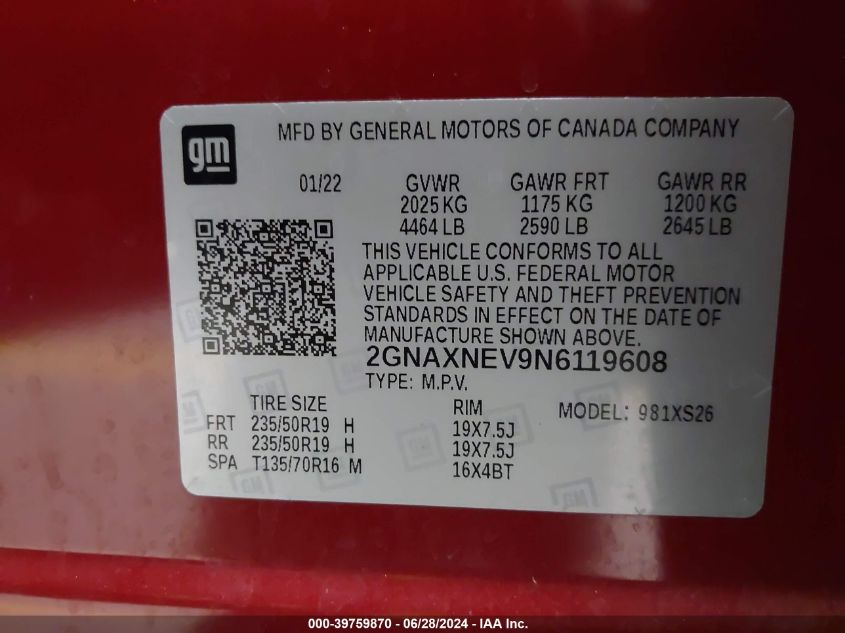 gm
MFD BY GENERAL MOTORS OF CANADA COMPANY
01/22 GVWR GAWR FRT GAWR RR
2025 KG 1175 KG 1200 KG
4464 LB 2590 LB 2645 LB
THIS VEHICLE CONFORMS TO ALL
APPLICABLE U.S. FEDERAL MOTOR
VEHICLE SAFETY AND THEFT PREVENTION
STANDARDS IN EFFECT ON THE DATE OF
MANUFACTURE SHOWN ABOVE.
2GNAXNEV9N6119608
TYPE: M.P.V.
TIRE SIZE RIM MODEL: 981XS26
FRT 235/50R19 H 19X7.5J
RR 235/50R19 H 19X7.5J
SPA T135/70R16 M 16X4BT
000-39759870 - 06/28/2024 - IAA Inc.